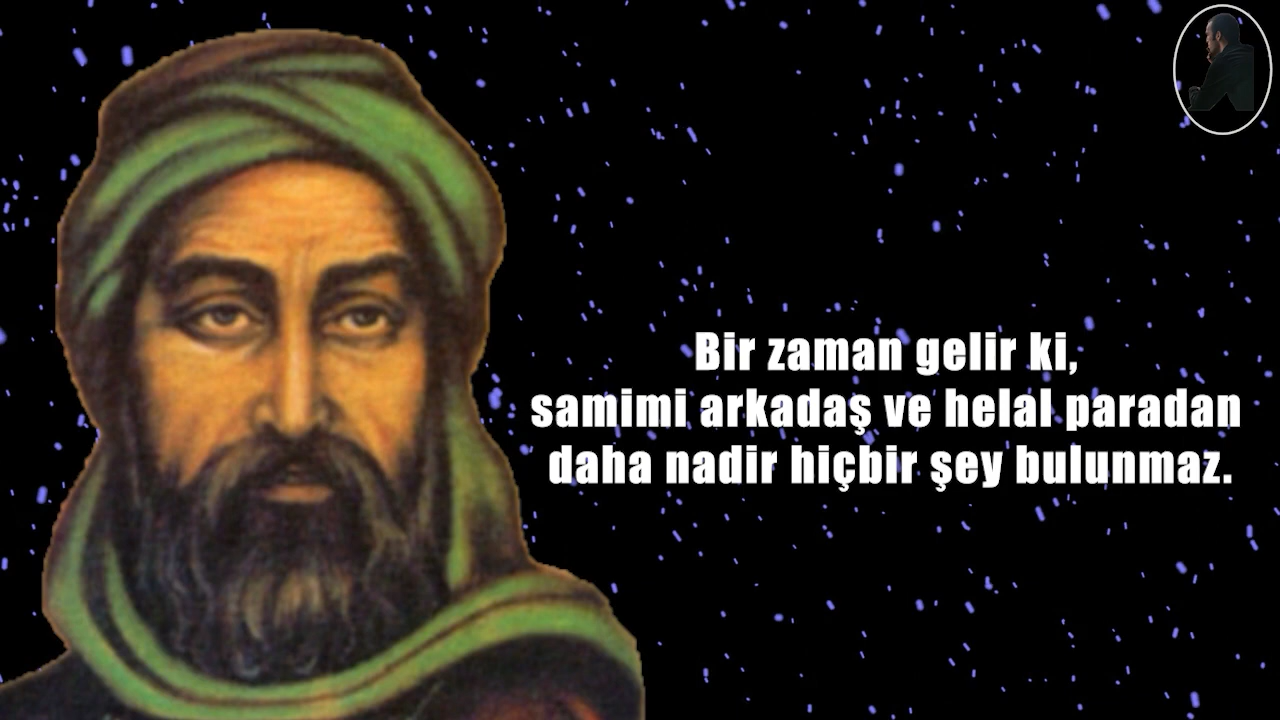 Bir zaman gelir ki,
samimi arkadaş ve helal paradan
daha nadir hiçbir şey bulunmaz.